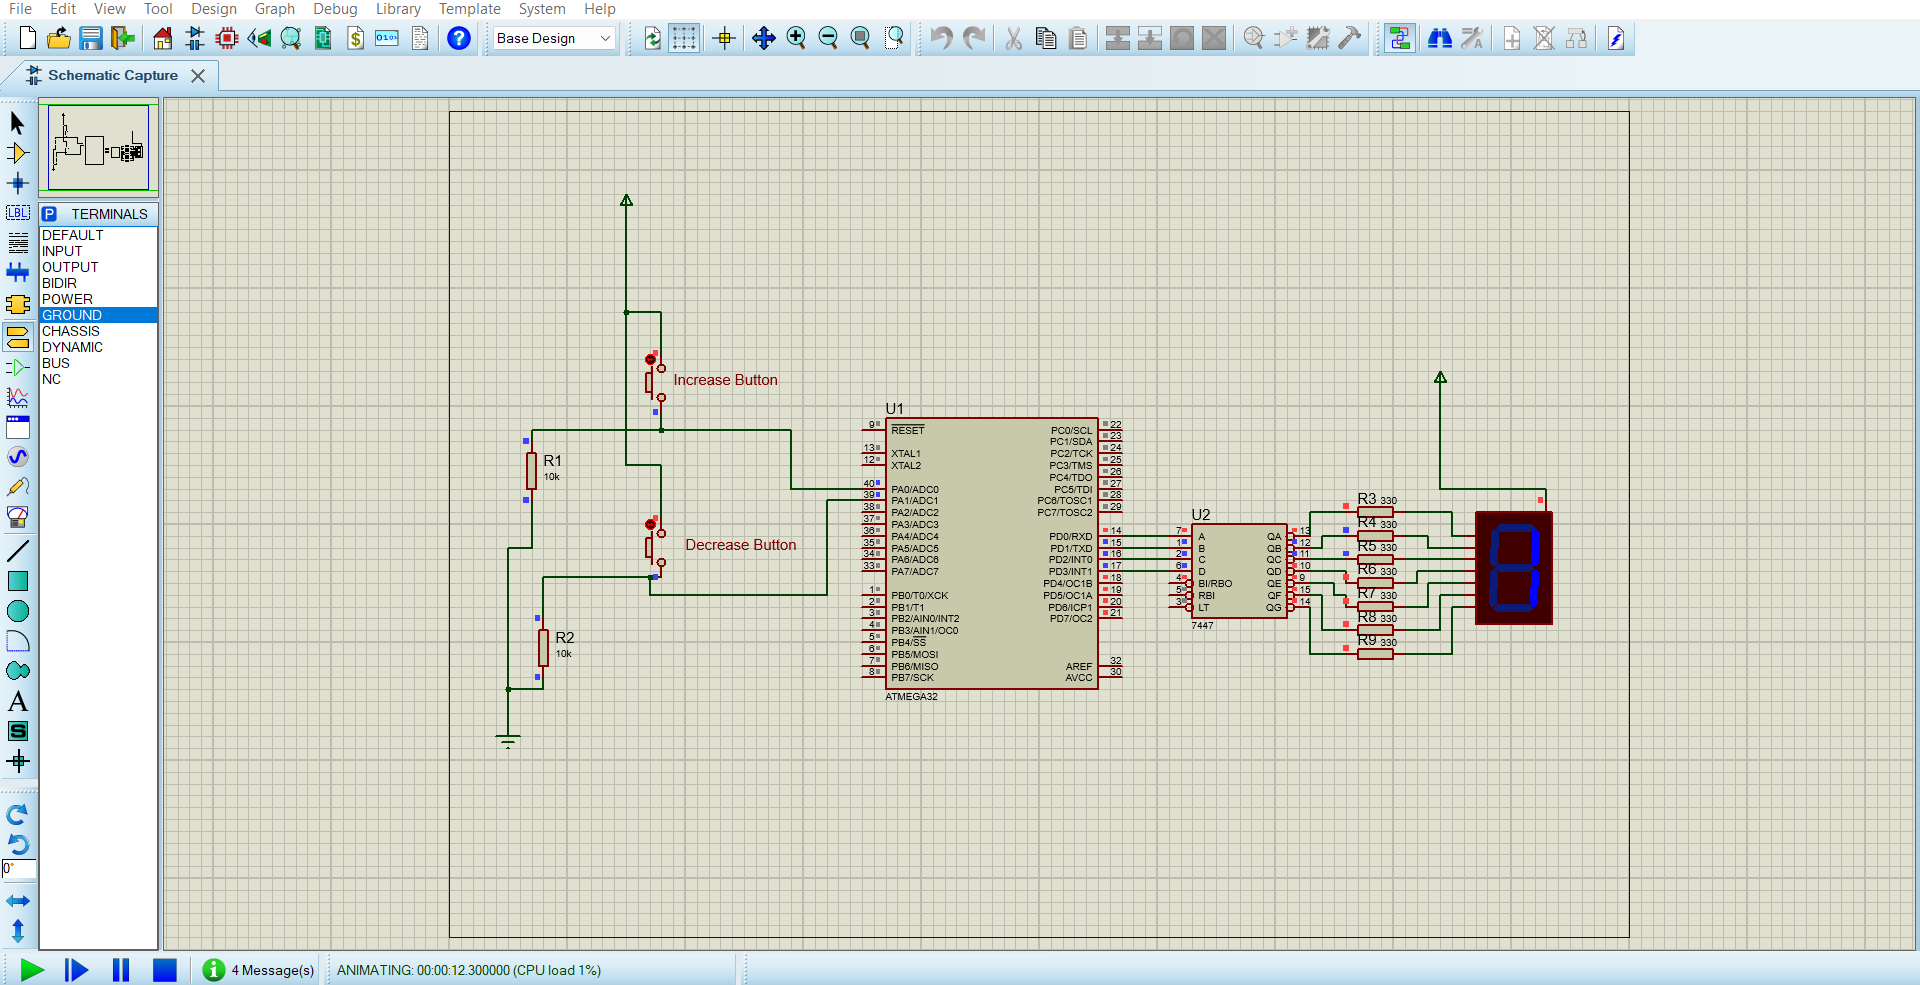 File Edit View Tool Design Graph Debug Library Template System Help
Base Design
Schematic Capture
P TERMINALS
DEFAULT
INPUT
OUTPUT
BIDIR
POWER
GROUND
CHASSIS
DYNAMIC
BUS
NC
LBL
A
S
0°
Increase Button
R1
10k
Decrease Button
R2
10k
U1
9 RESET
13 XTAL1
12 XTAL2
40 PA0/ADC0
39 PA1/ADC1
38 PA2/ADC2
37 PA3/ADC3
36 PA4/ADC4
35 PA5/ADC5
34 PA6/ADC6
33 PA7/ADC7
1 PB0/T0/XCK
2 PB1/T1
3 PB2/AIN0/INT2
4 PB3/AIN1/OC0
5 PB4/SS
6 PB5/MOSI
7 PB6/MISO
8 PB7/SCK
PC0/SCL 22
PC1/SDA 23
PC2/TCK 24
PC3/TMS 25
PC4/TDO 26
PC5/TDI 27
PC6/TOSC1 28
PC7/TOSC2 29
PD0/RXD 14
PD1/TXD 15
PD2/INT0 16
PD3/INT1 17
PD4/OC1B 18
PD5/OC1A 19
PD6/ICP1 20
PD7/OC2 21
AREF 32
AVCC 30
ATMEGA32
U2
7 A QA 13
1 B QB 12
2 C QC 11
6 D QD 10
4 BI/RBO QE 9
5 RBI QF 15
3 LT QG 14
7447
R3 330
R4 330
R5 330
R6 330
R7 330
R8 330
R9 330
4 Message(s)
ANIMATING: 00:00:12.300000 (CPU load 1%)